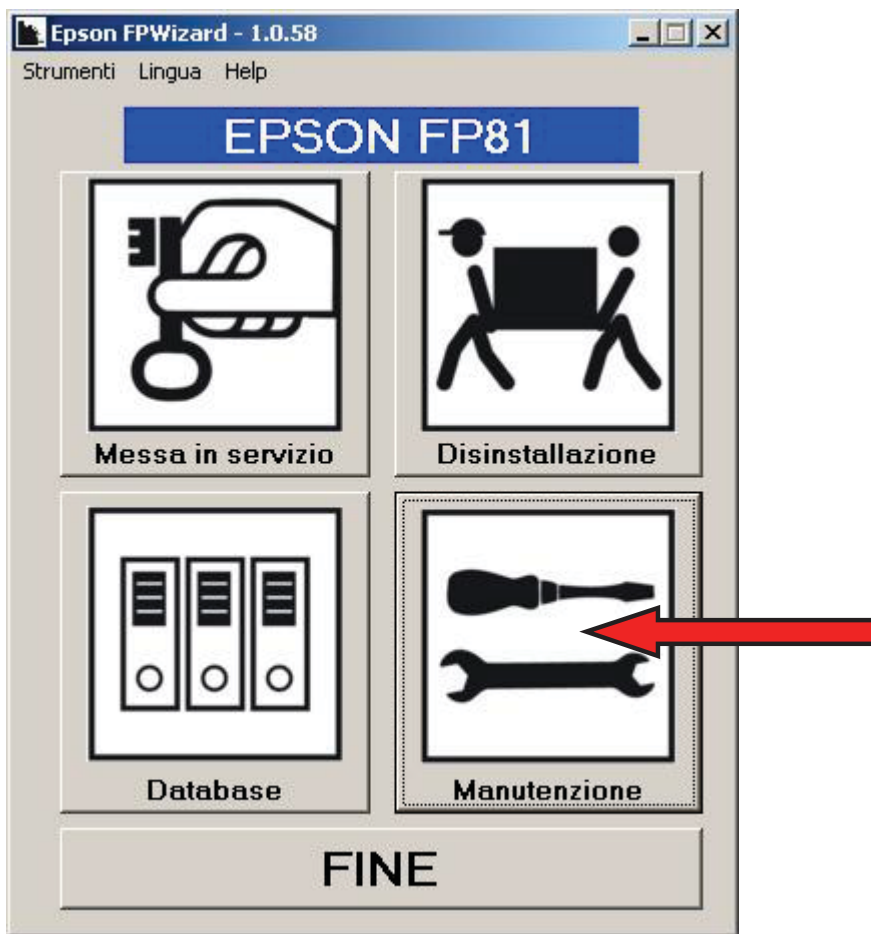 Epson FPWizard - 1.0.58
Strumenti Lingua Help
EPSON FP81
Messa in servizio
Disinstallazione
Database
Manutenzione
FINE